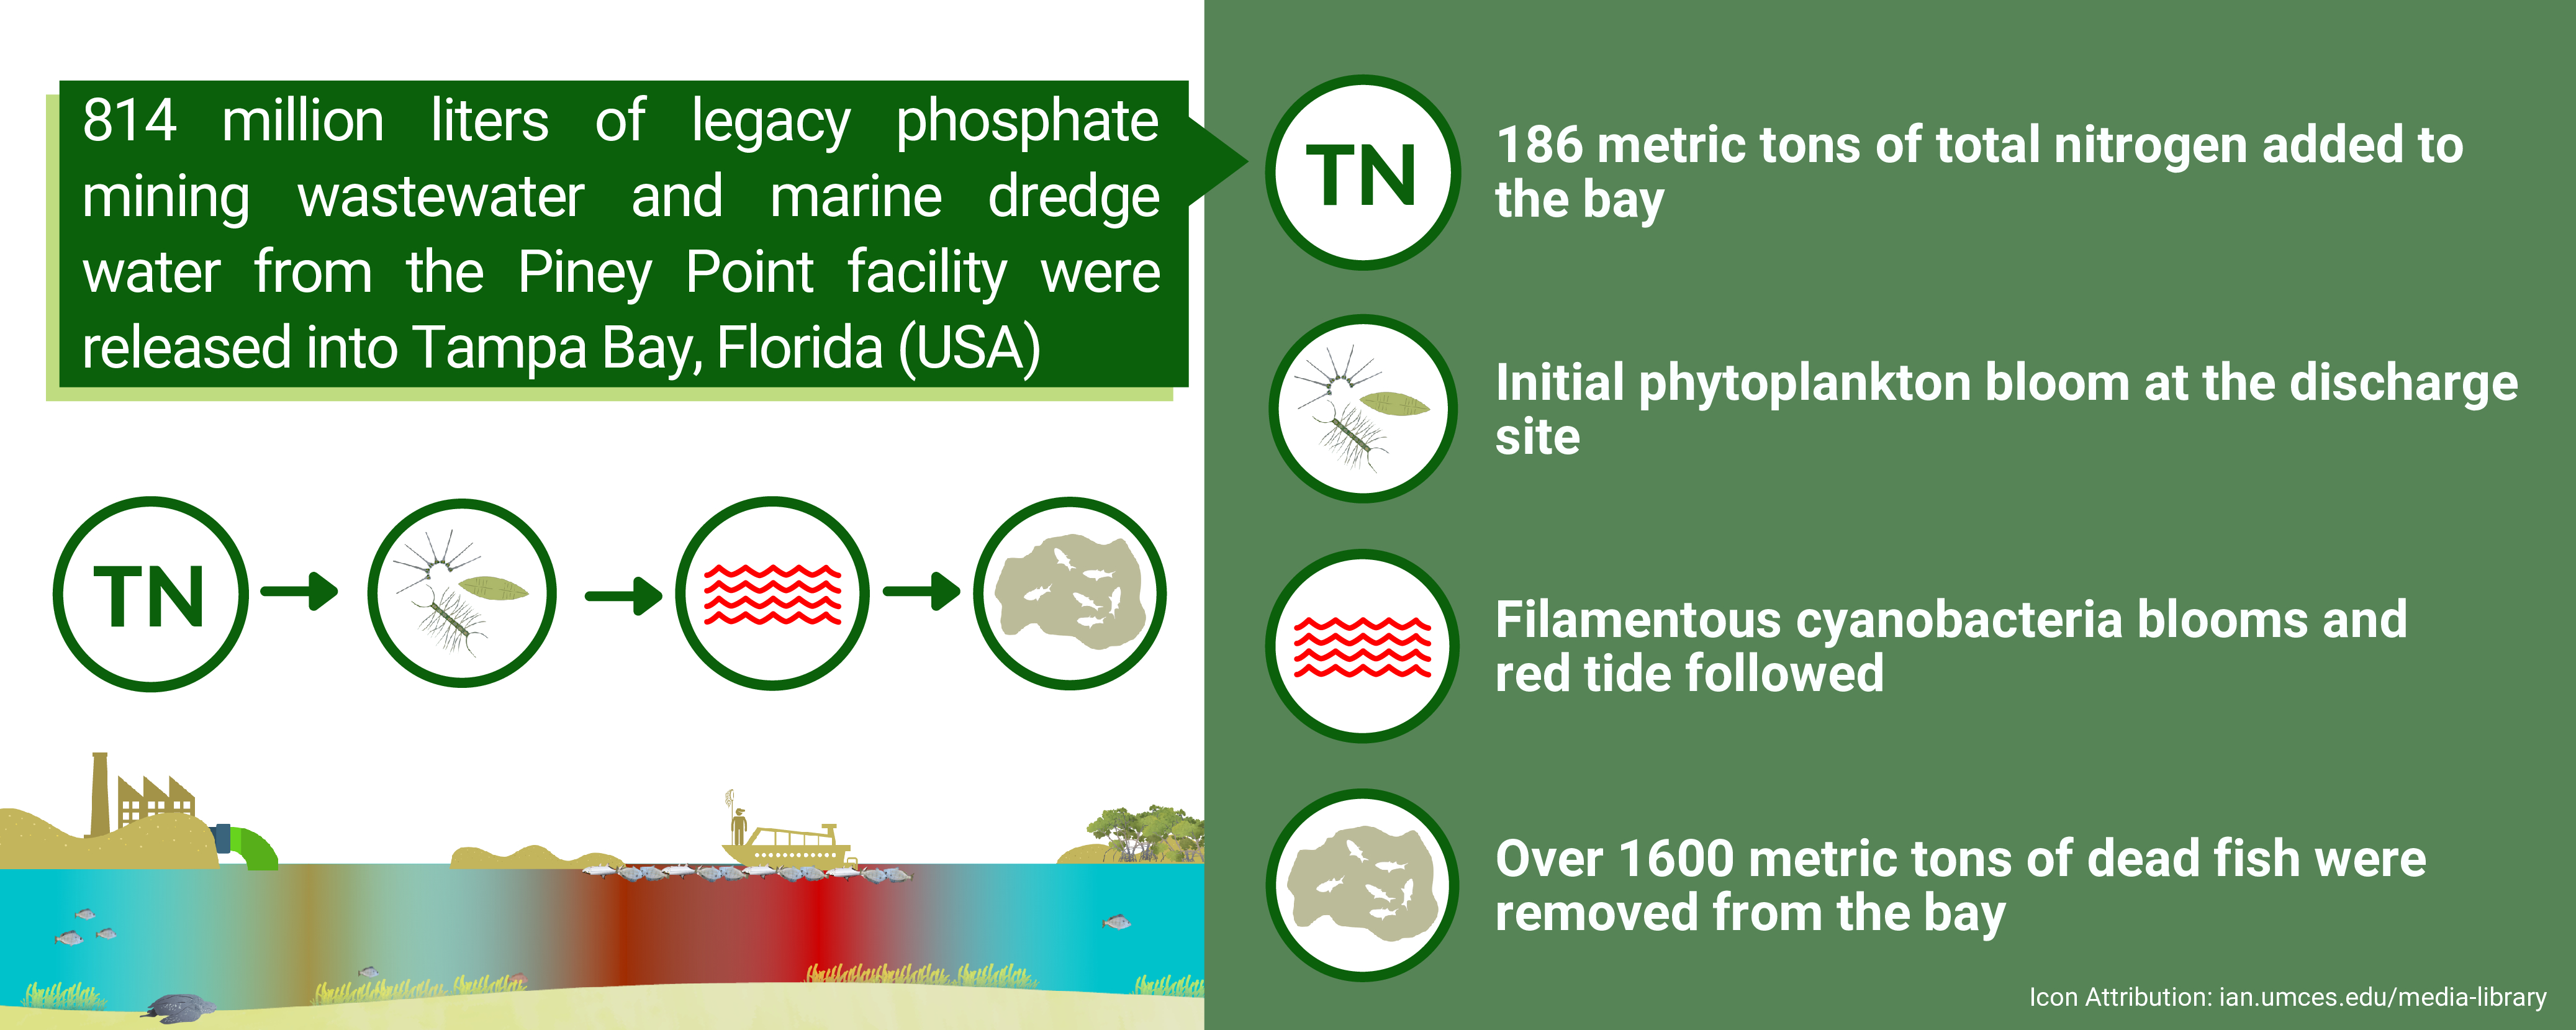 814 million liters of legacy phosphate
mining wastewater and marine dredge
water from the Piney Point facility were
released into Tampa Bay, Florida (USA)
TN
TN
186 metric tons of total nitrogen added to
the bay
Initial phytoplankton bloom at the discharge
site
Filamentous cyanobacteria blooms and
red tide followed
Over 1600 metric tons of dead fish were
removed from the bay
Icon Attribution: ian.umces.edu/media-library